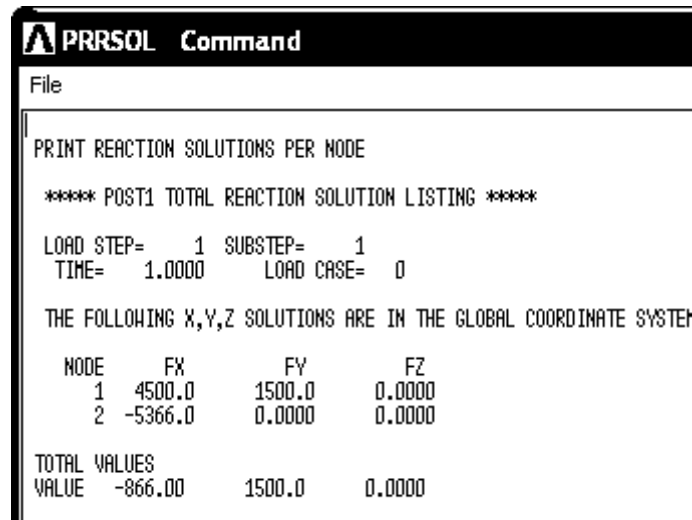 PRRSOL Command
File
PRINT REACTION SOLUTIONS PER NODE
***** POST1 TOTAL REACTION SOLUTION LISTING *****
LOAD STEP= 1 SUBSTEP= 1
TIME= 1.0000 LOAD CASE= 0
THE FOLLOWING X,Y,Z SOLUTIONS ARE IN THE GLOBAL COORDINATE SYSTEM
NODE FX FY FZ
1 4500.0 1500.0 0.0000
2 -5366.0 0.0000 0.0000
TOTAL VALUES
VALUE -866.00 1500.0 0.0000